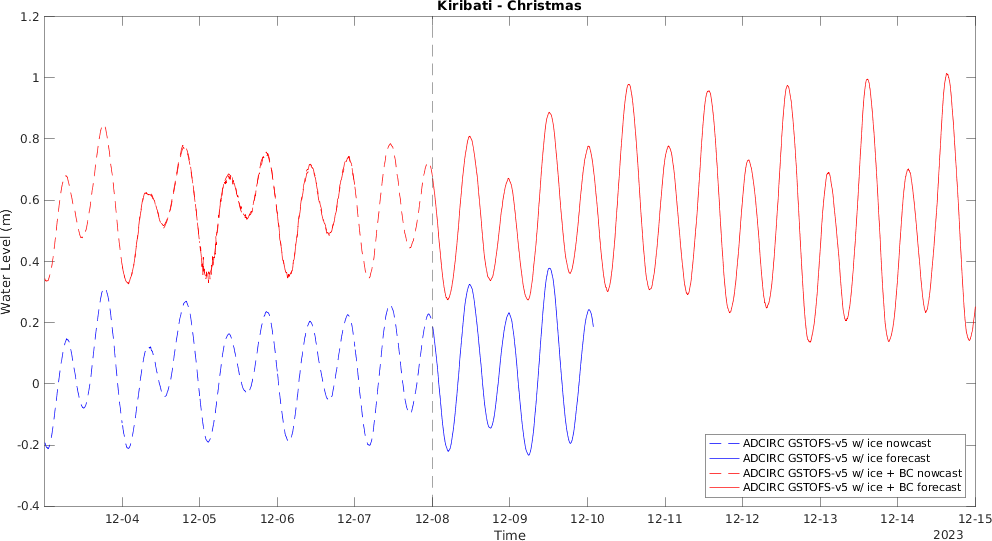 Kiribati - Christmas
1.2
1
0.8
0.6
0.4
0.2
0
-0.2
-0.4
Water Level (m)
ADCIRC GSTOFS-v5 w/ ice nowcast
ADCIRC GSTOFS-v5 w/ ice forecast
ADCIRC GSTOFS-v5 w/ ice + BC nowcast
ADCIRC GSTOFS-v5 w/ ice + BC forecast
12-04 12-05 12-06 12-07 12-08 12-09 12-10 12-11 12-12 12-13 12-14 12-15
Time
2023